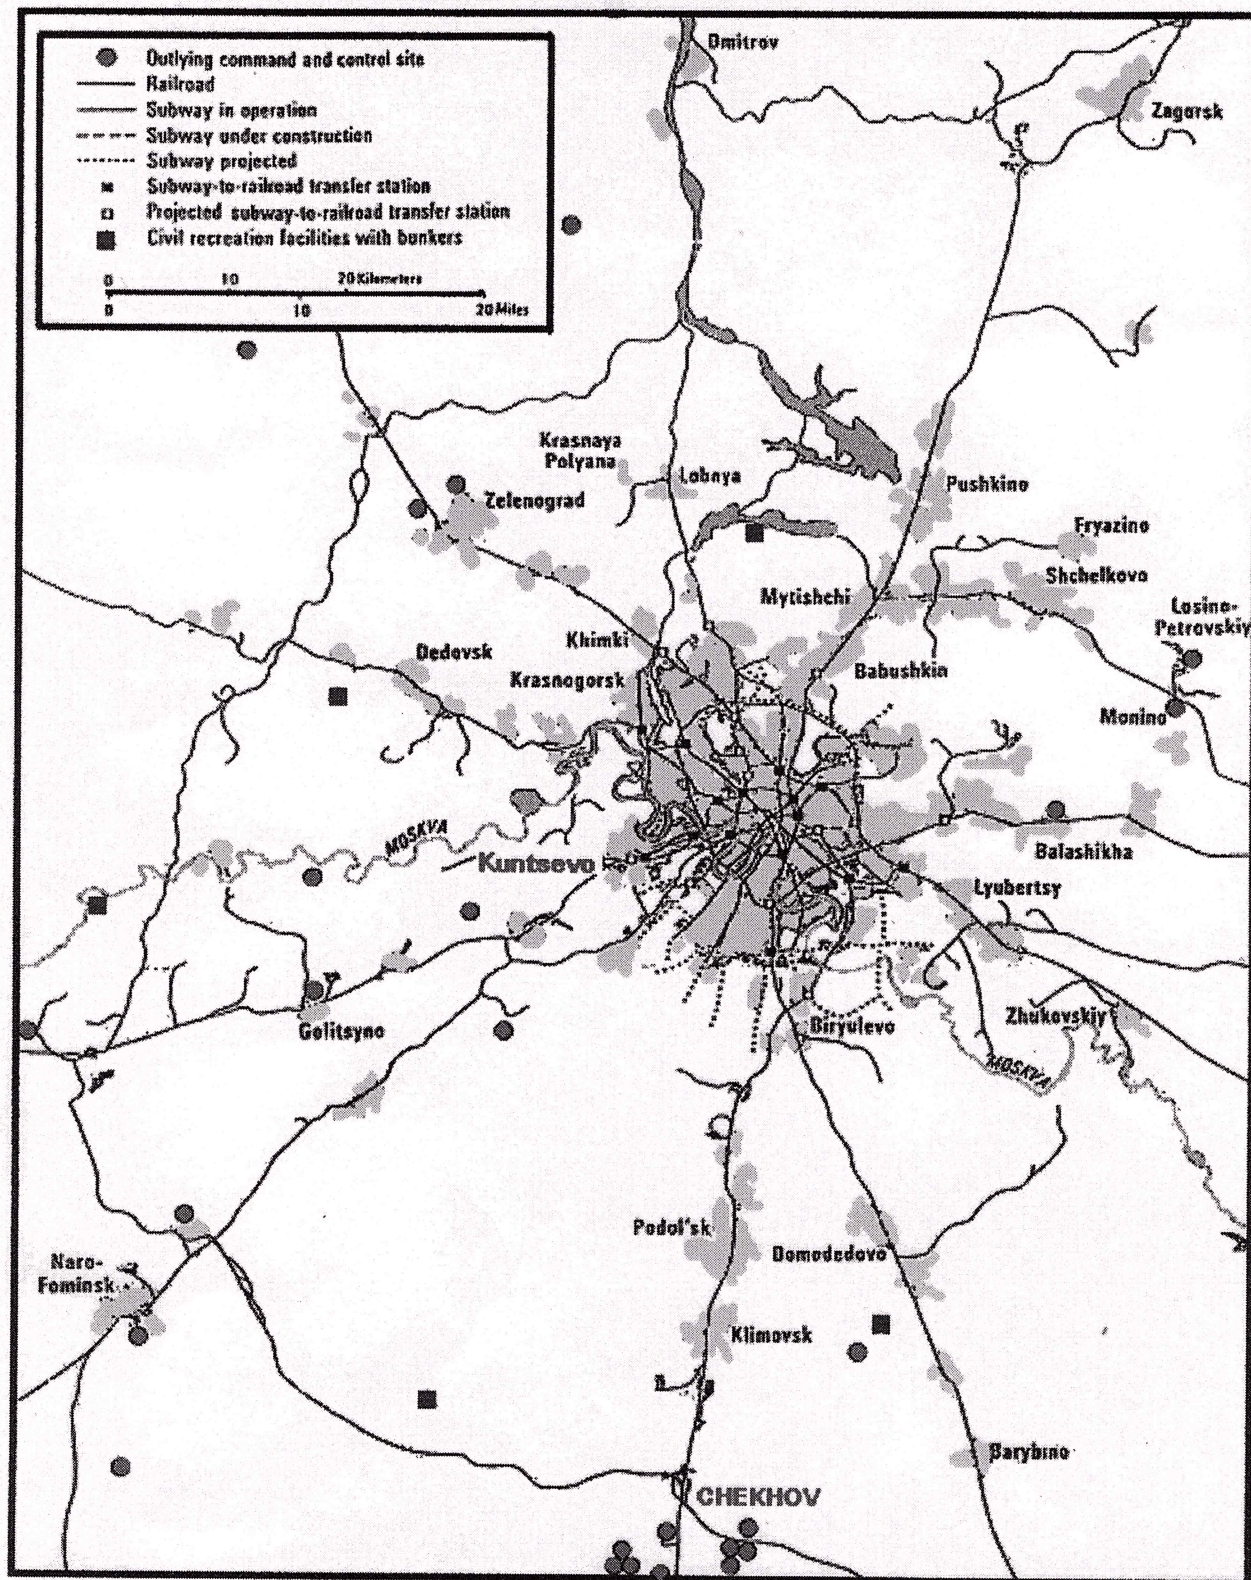 Outlying command and control site
Railroad
Subway in operation
Subway under construction
Subway projected
Subway-to-railroad transfer station
Projected subway-to-railroad transfer station
Civil recreation facilities with bunkers
0 10 20 Kilometers
0 10 20 Miles
Dmitrov
Zagorsk
Krasnaya
Polyana
Lobnya
Zelenograd
Pushkino
Fryazino
Shchelkovo
Mytishchi
Losino-
Petrovskiy
Khimki
Dedovsk
Krasnogorsk
Babushkin
Monino
MOSKVA
Kuntsevo
Balashikha
Lyubertsy
Golitsyno
Biryulevo
Zhukovskiy
MOSKVA
Podol'sk
Domodedovo
Naro-
Fominsk
Klimovsk
Barybino
CHEKHOV